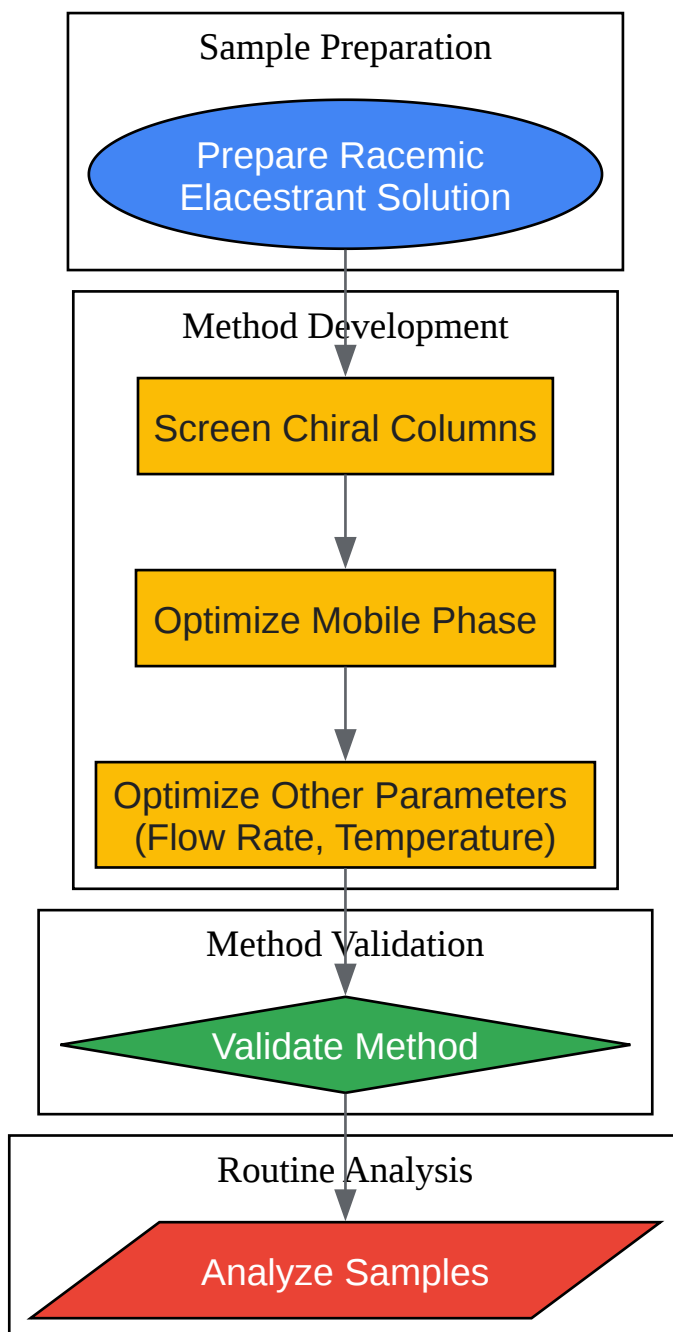 Sample Preparation
Prepare Racemic
Elacestrant Solution
Method Development
Screen Chiral Columns
Optimize Mobile Phase
Optimize Other Parameters
(Flow Rate, Temperature)
Method Validation
Validate Method
Routine Analysis
Analyze Samples